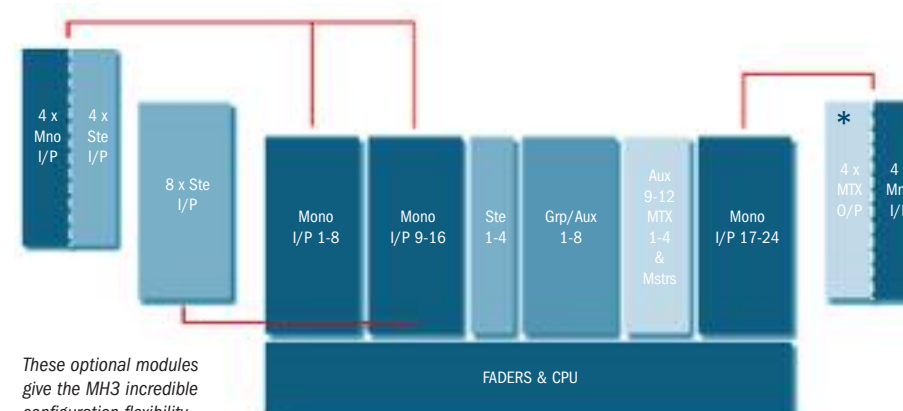 4 x
Mno
I/P
4 x
Ste
I/P
8 x Ste
I/P
Mono
I/P 1-8
Mono
I/P 9-16
Ste
1-4
Grp/Aux
1-8
Aux
9-12
MTX
1-4
&
Mstrs
Mono
I/P 17-24
*
4 x
MTX
O/P
4
I/
FADERS & CPU
These optional modules
give the MH3 incredible
configuration flexibility